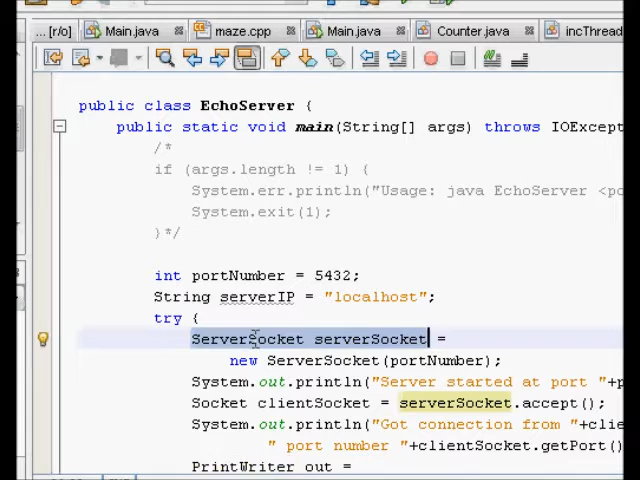 ... [r/o] Main.java maze.cpp Main.java Counter.java incThread
public class EchoServer {
public static void main(String[] args) throws IOExcept
/*
if (args.length != 1) {
System.err.println("Usage: java EchoServer <po
System.exit(1);
}*/
int portNumber = 5432;
String serverIP = "localhost";
try {
ServerSocket serverSocket =
new ServerSocket(portNumber);
System.out.println("Server started at port "+p
Socket clientSocket = serverSocket.accept();
System.out.println("Got connection from "+clie
" port number "+clientSocket.getPort()
PrintWriter out =